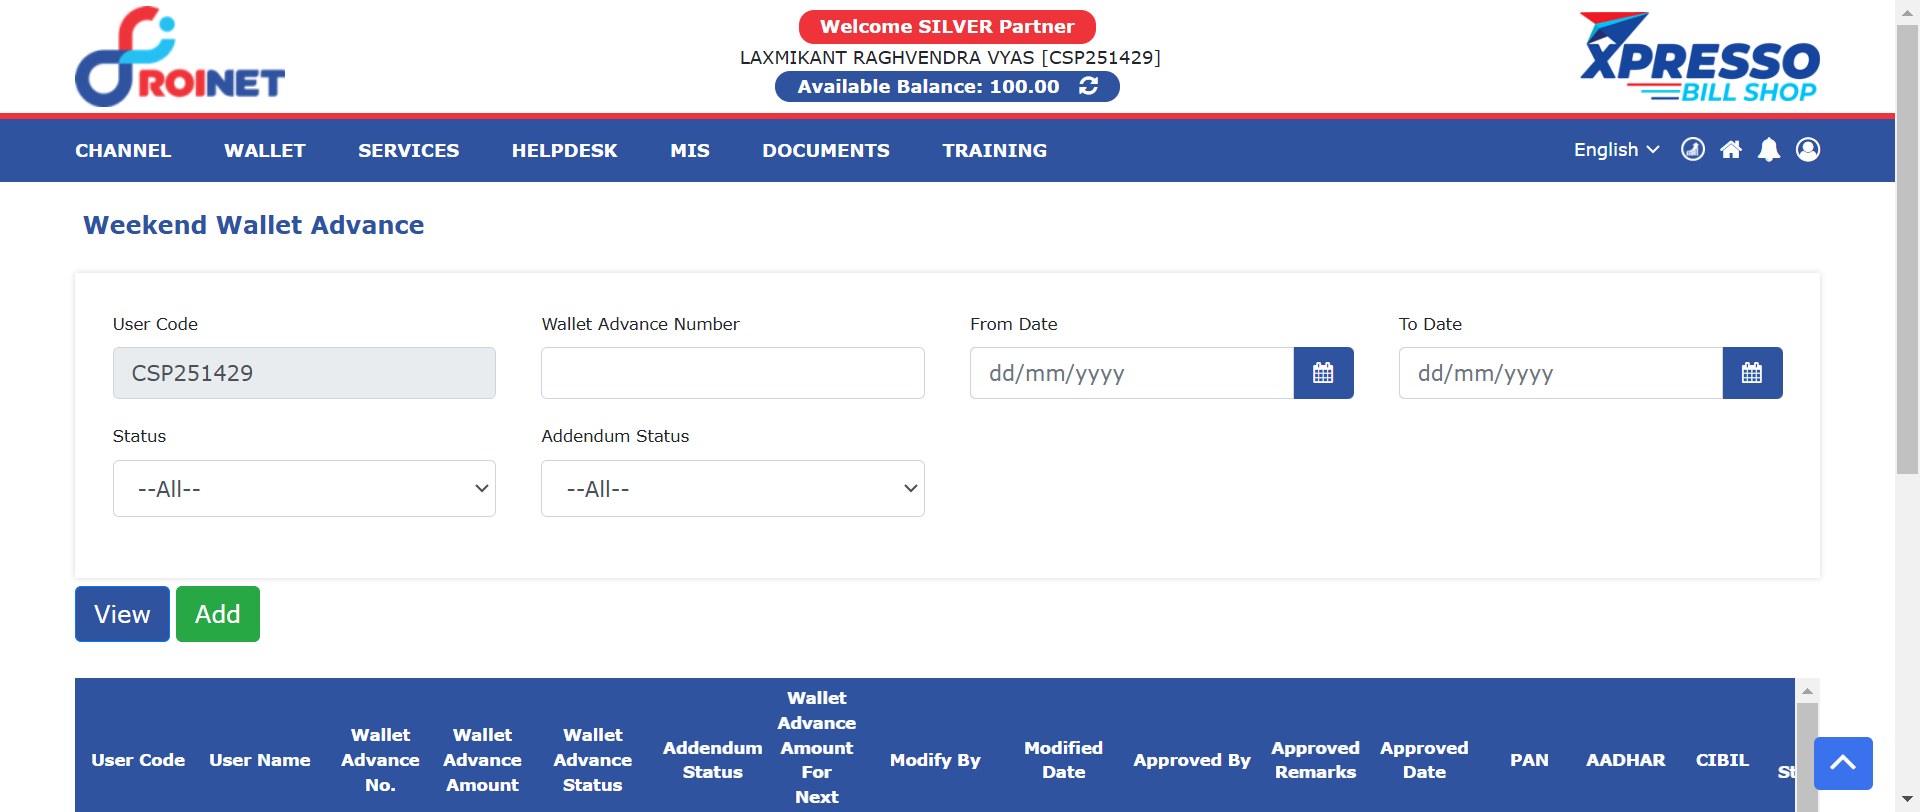 ROINET
Welcome SILVER Partner
LAXMIKANT RAGHVENDRA VYAS [CSP251429]
Available Balance: 100.00
XPRESSO
BILL SHOP
CHANNEL WALLET SERVICES HELPDESK MIS DOCUMENTS TRAINING English
Weekend Wallet Advance
User Code Wallet Advance Number From Date To Date
CSP251429 dd/mm/yyyy dd/mm/yyyy
Status Addendum Status
--All-- --All--
View Add
User Code
User Name
Wallet
Advance
No.
Wallet
Advance
Amount
Wallet
Advance
Status
Addendum
Status
Wallet
Advance
Amount
For
Next
Modify By
Modified
Date
Approved By
Approved
Remarks
Approved
Date
PAN
AADHAR
CIBIL